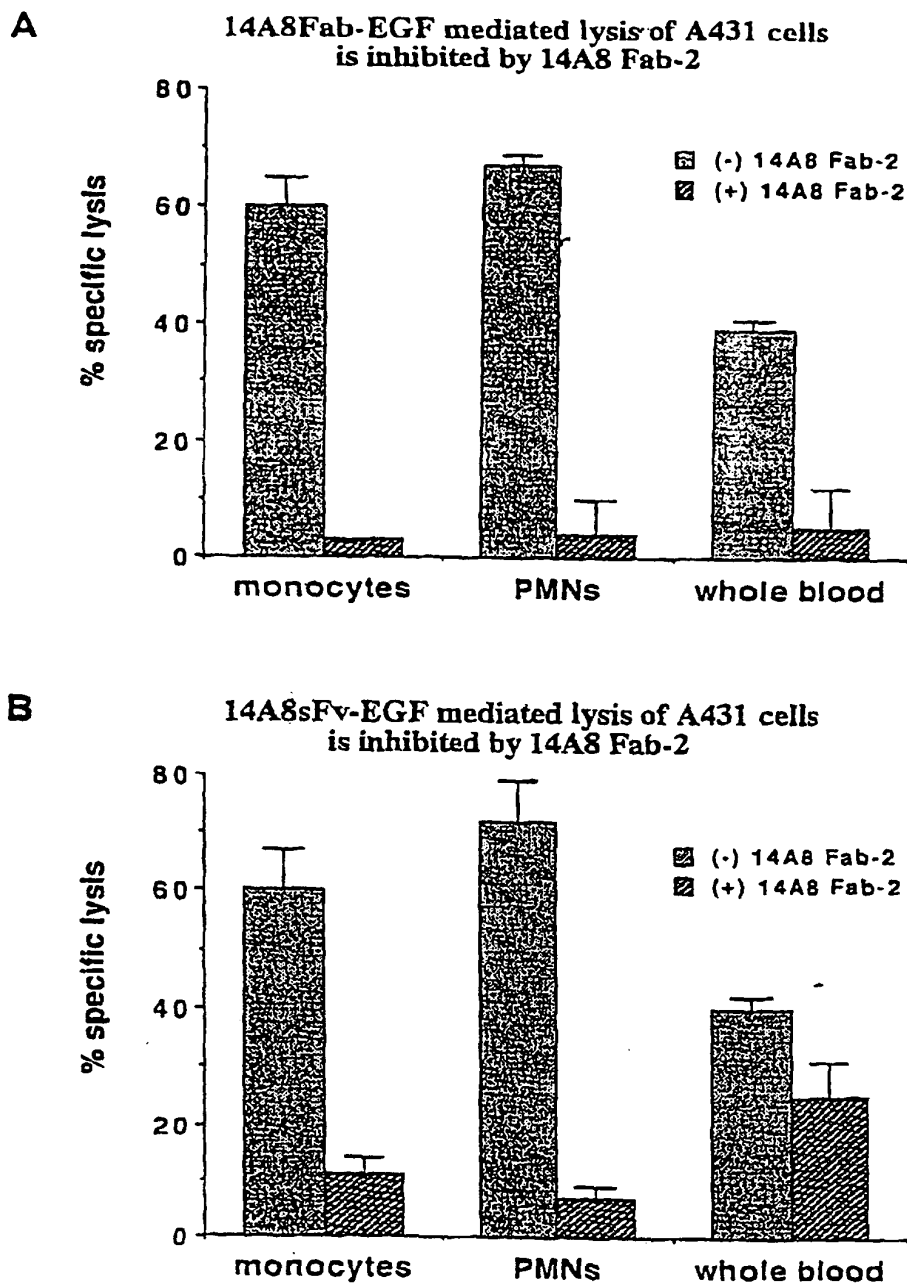 A
14A8Fab-EGF mediated lysis of A431 cells
is inhibited by 14A8 Fab-2
80
60
40
20
0
% specific lysis
(-) 14A8 Fab-2
(+) 14A8 Fab-2
monocytes PMNs whole blood
B
14A8sFv-EGF mediated lysis of A431 cells
is inhibited by 14A8 Fab-2
80
60
40
20
0
% specific lysis
(-) 14A8 Fab-2
(+) 14A8 Fab-2
monocytes PMNs whole blood